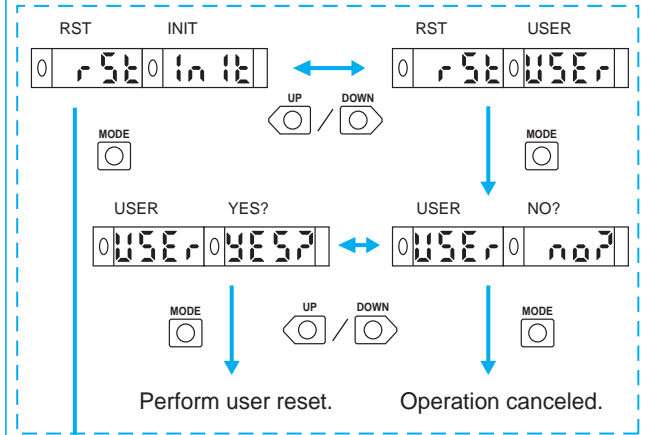 RST INIT RST USER
rSt InIt rSt USEr
UP DOWN
MODE MODE
USER YES? USER NO?
USEr YES? USEr no?
MODE UP DOWN MODE
Perform user reset. Operation canceled.